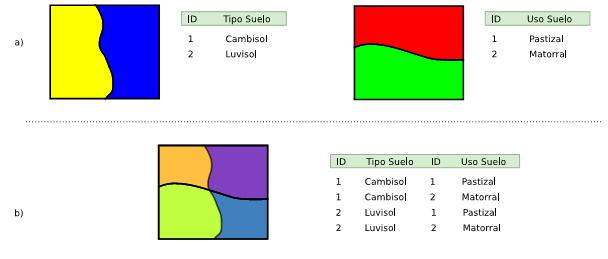 ID Tipo Suelo ID Uso Suelo
a) 1 Cambisol 1 Pastizal
2 Luvisol 2 Matorral
ID Tipo Suelo ID Uso Suelo
1 Cambisol 1 Pastizal
1 Cambisol 2 Matorral
b) 2 Luvisol 1 Pastizal
2 Luvisol 2 Matorral